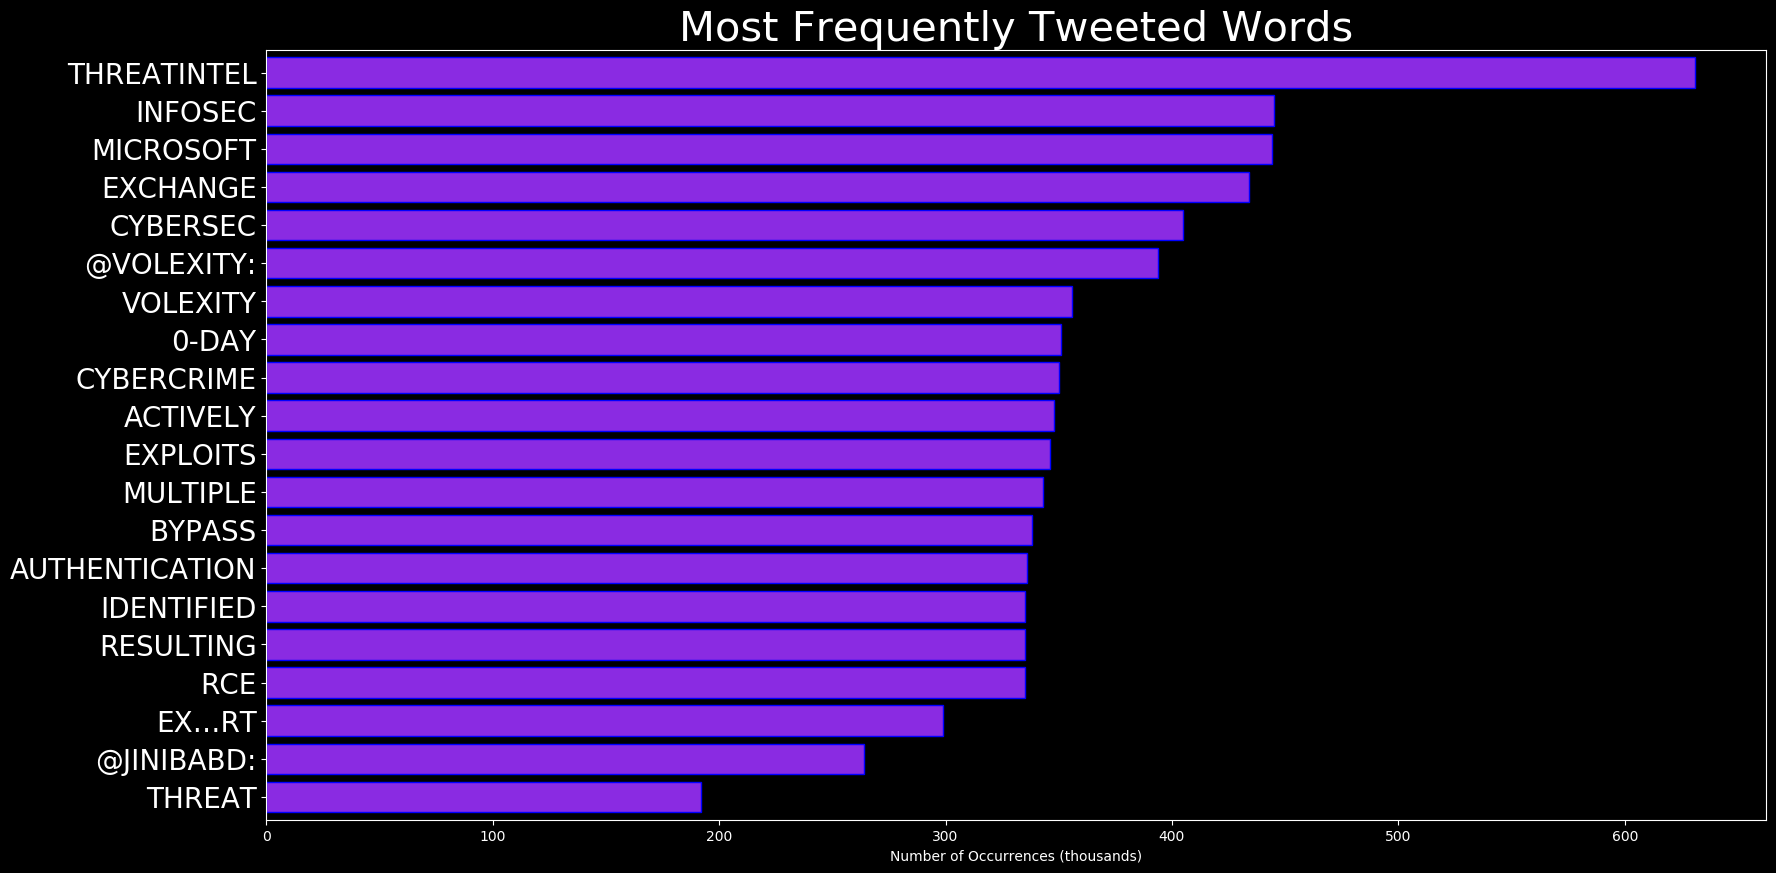 Most Frequently Tweeted Words
THREATINTEL
INFOSEC
MICROSOFT
EXCHANGE
CYBERSEC
@VOLEXITY:
VOLEXITY
0-DAY
CYBERCRIME
ACTIVELY
EXPLOITS
MULTIPLE
BYPASS
AUTHENTICATION
IDENTIFIED
RESULTING
RCE
EX…RT
@JINIBABD:
THREAT
0 100 200 300 400 500 600
Number of Occurrences (thousands)